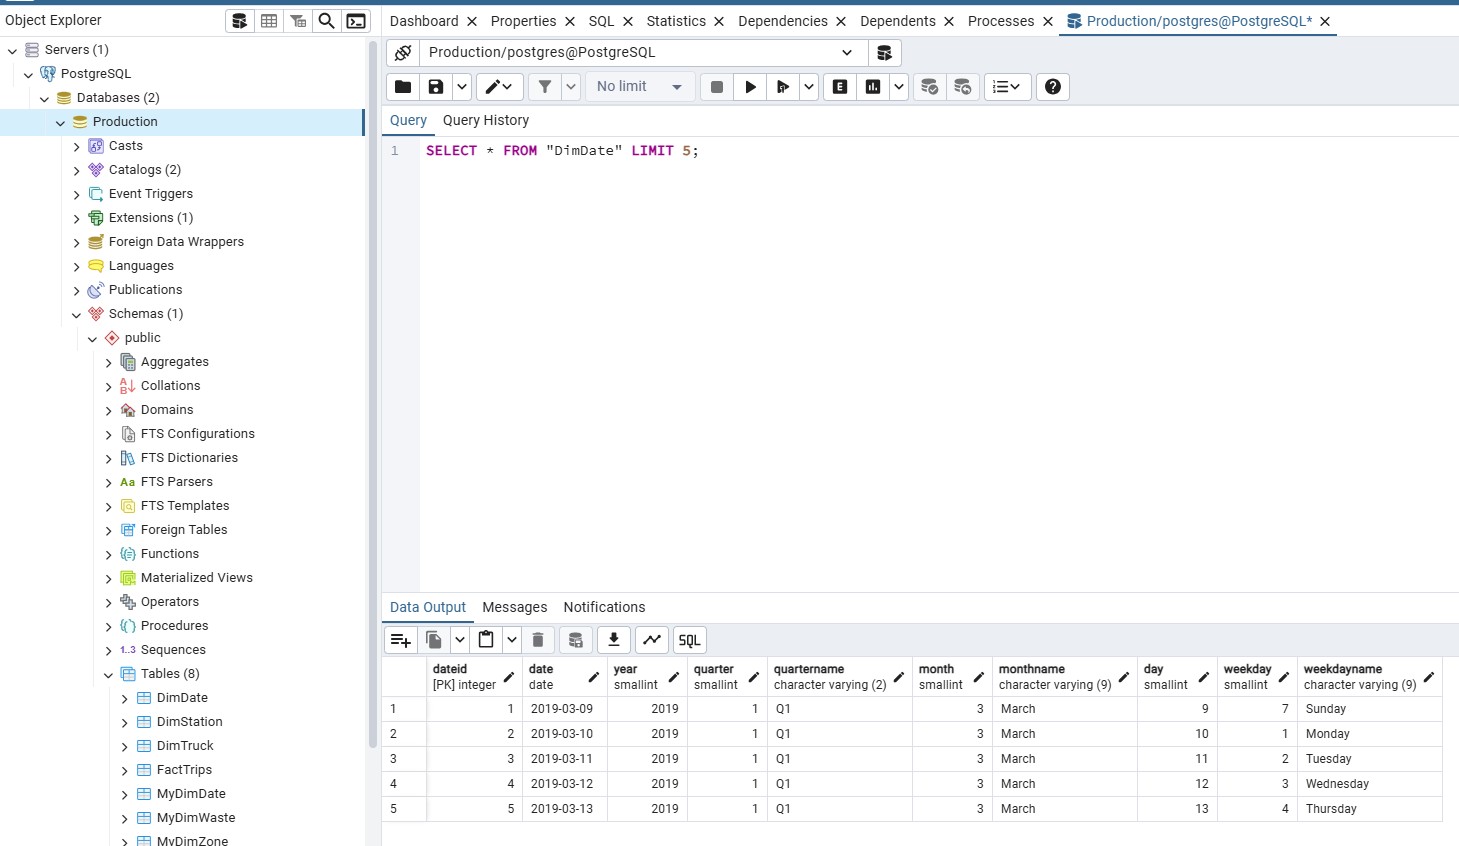 Object Explorer
Servers (1)
PostgreSQL
Databases (2)
Production
Casts
Catalogs (2)
Event Triggers
Extensions (1)
Foreign Data Wrappers
Languages
Publications
Schemas (1)
public
Aggregates
Collations
Domains
FTS Configurations
FTS Dictionaries
Aa FTS Parsers
FTS Templates
Foreign Tables
Functions
Materialized Views
Operators
Procedures
1..3 Sequences
Tables (8)
DimDate
DimStation
DimTruck
FactTrips
MyDimDate
MyDimWaste
MyDimZone
Dashboard Properties SQL Statistics Dependencies Dependents Processes Production/postgres@PostgreSQL*
Production/postgres@PostgreSQL
No limit E
Query Query History
1 SELECT * FROM "DimDate" LIMIT 5;
Data Output Messages Notifications
SQL
dateid date year quarter quartername month monthname day weekday weekdayname
[PK] integer date smallint smallint character varying (2) smallint character varying (9) smallint smallint character varying (9)
1 1 2019-03-09 2019 1 Q1 3 March 9 7 Sunday
2 2 2019-03-10 2019 1 Q1 3 March 10 1 Monday
3 3 2019-03-11 2019 1 Q1 3 March 11 2 Tuesday
4 4 2019-03-12 2019 1 Q1 3 March 12 3 Wednesday
5 5 2019-03-13 2019 1 Q1 3 March 13 4 Thursday